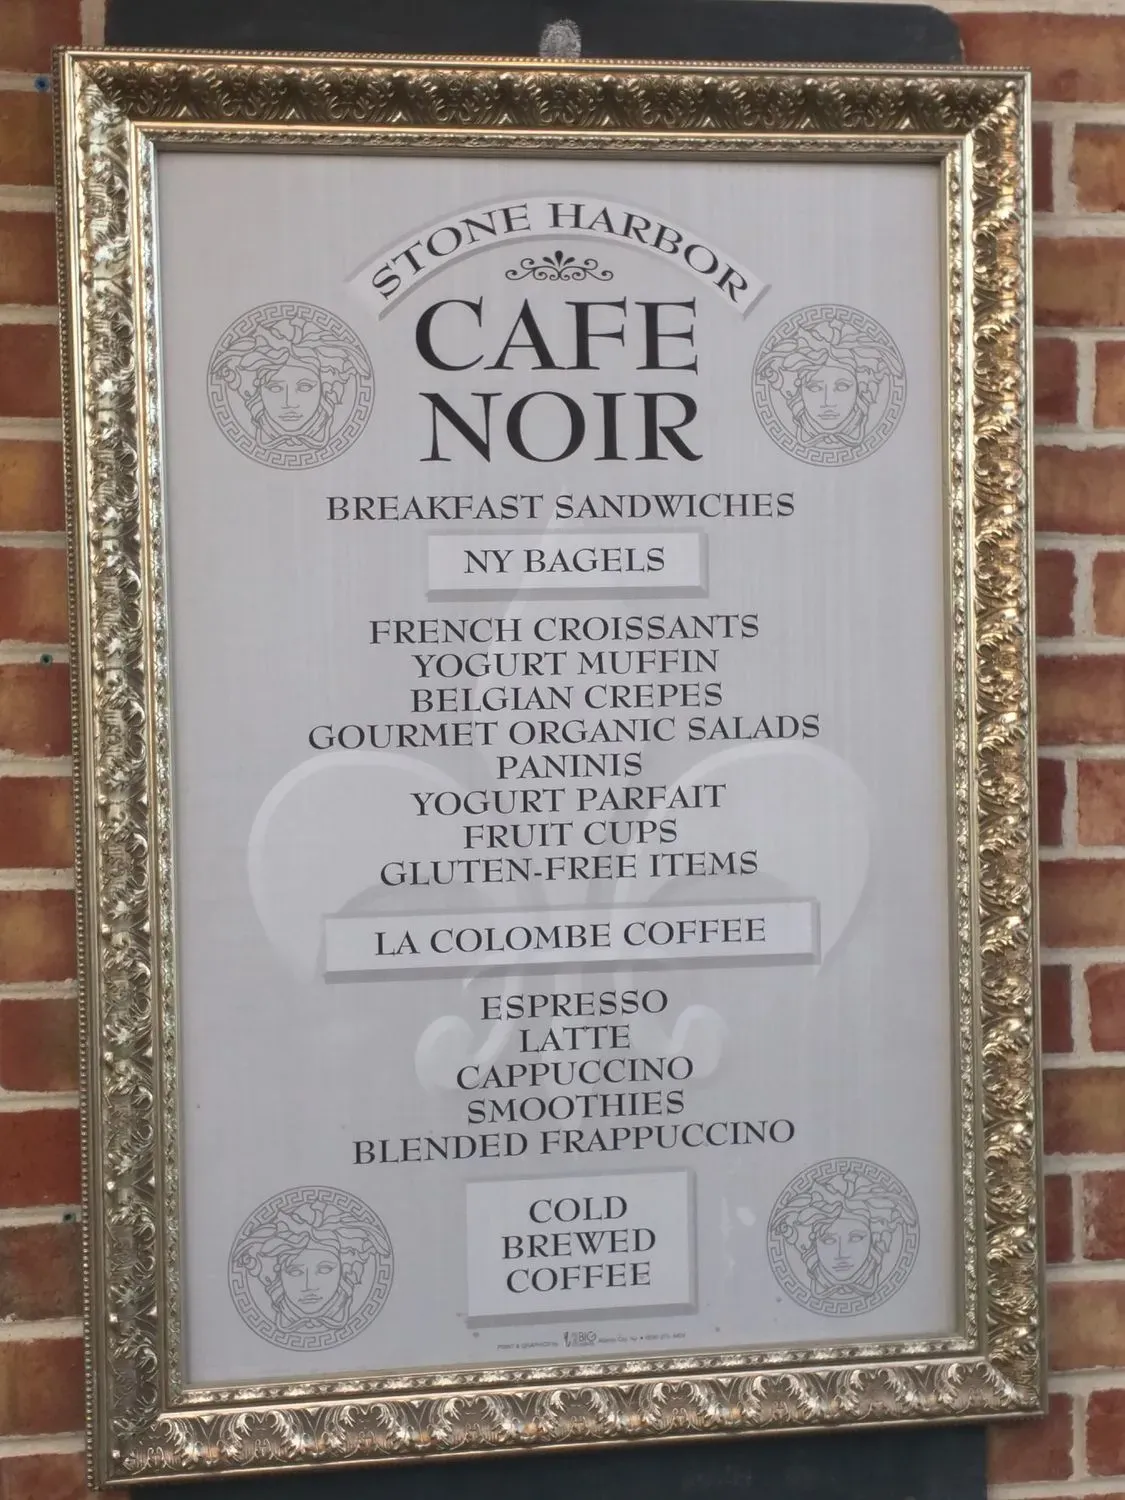 STONE HARBOR
CAFE
NOIR
BREAKFAST SANDWICHES
NY BAGELS
FRENCH CROISSANTS
YOGURT MUFFIN
BELGIAN CREPES
GOURMET ORGANIC SALADS
PANINIS
YOGURT PARFAIT
FRUIT CUPS
GLUTEN-FREE ITEMS
LA COLOMBE COFFEE
ESPRESSO
LATTE
CAPPUCCINO
SMOOTHIES
BLENDED FRAPPUCCINO
COLD
BREWED
COFFEE
BIG